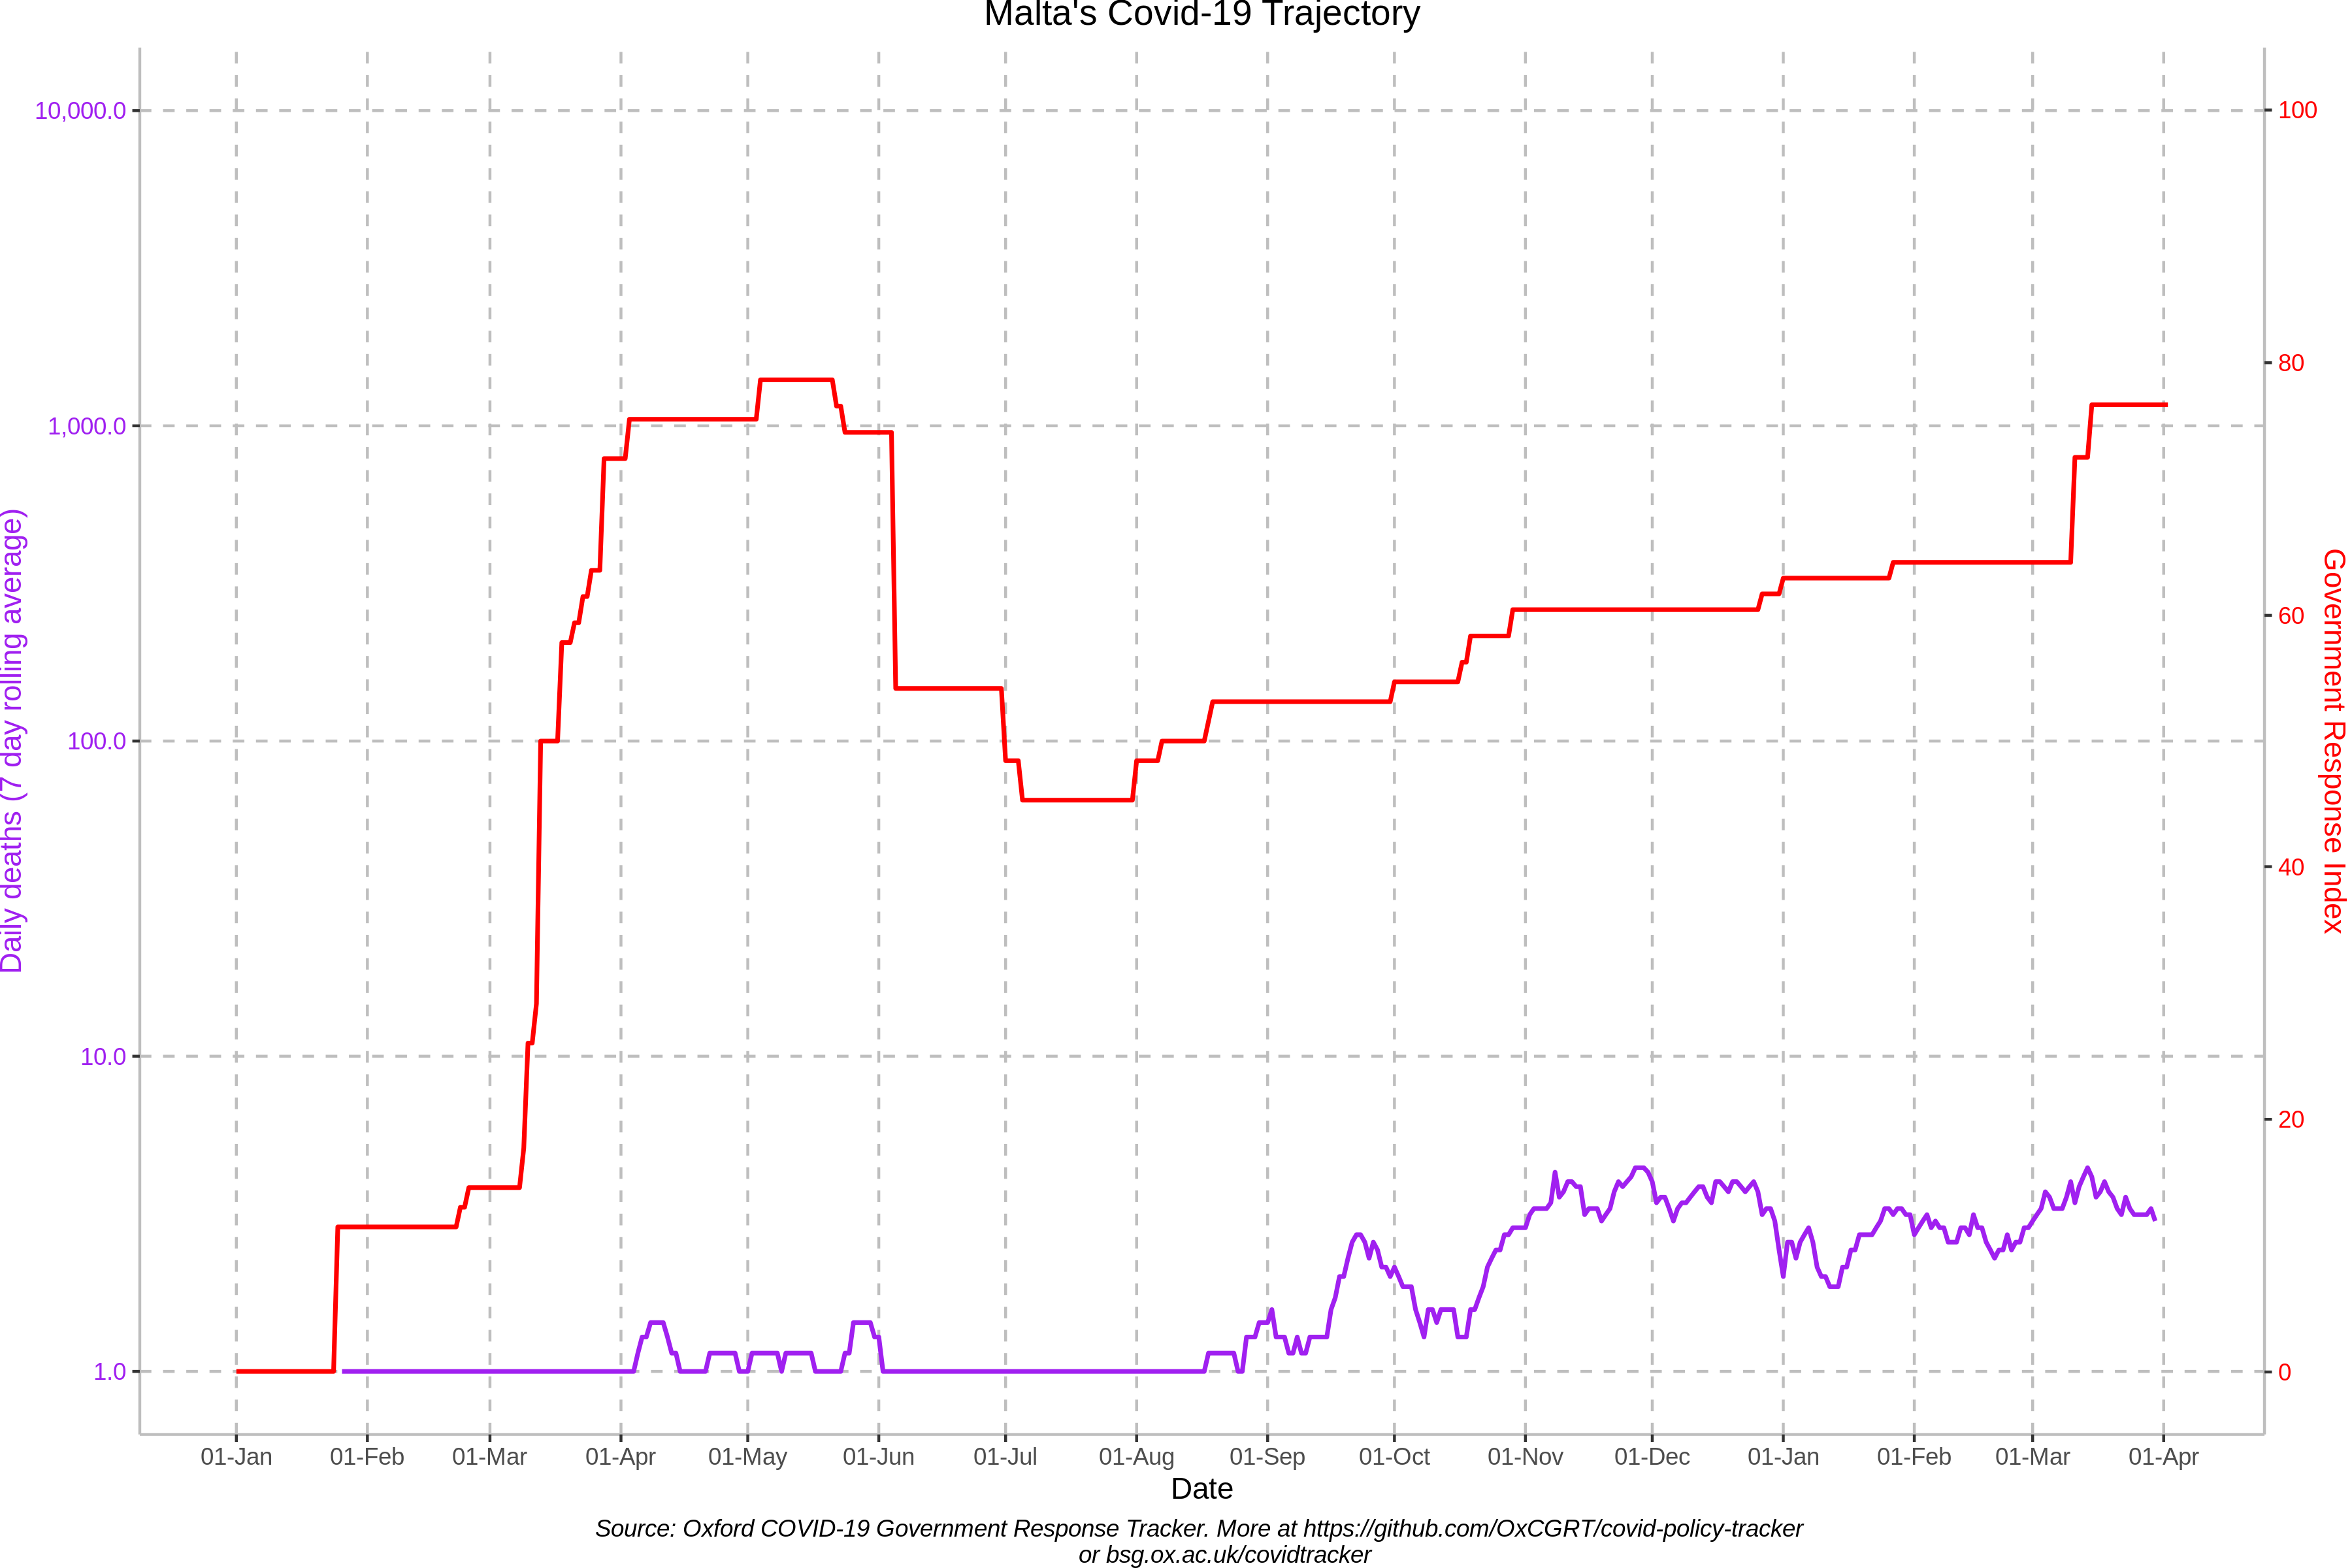 Malta's Covid-19 Trajectory
10,000.0
1,000.0
100.0
10.0
1.0
Daily deaths (7 day rolling average)
100
80
60
40
20
0
Government Response Index
01-Jan 01-Feb 01-Mar 01-Apr 01-May 01-Jun 01-Jul 01-Aug 01-Sep 01-Oct 01-Nov 01-Dec 01-Jan 01-Feb 01-Mar 01-Apr
Date
Source: Oxford COVID-19 Government Response Tracker. More at https://github.com/OxCGRT/covid-policy-tracker
or bsg.ox.ac.uk/covidtracker